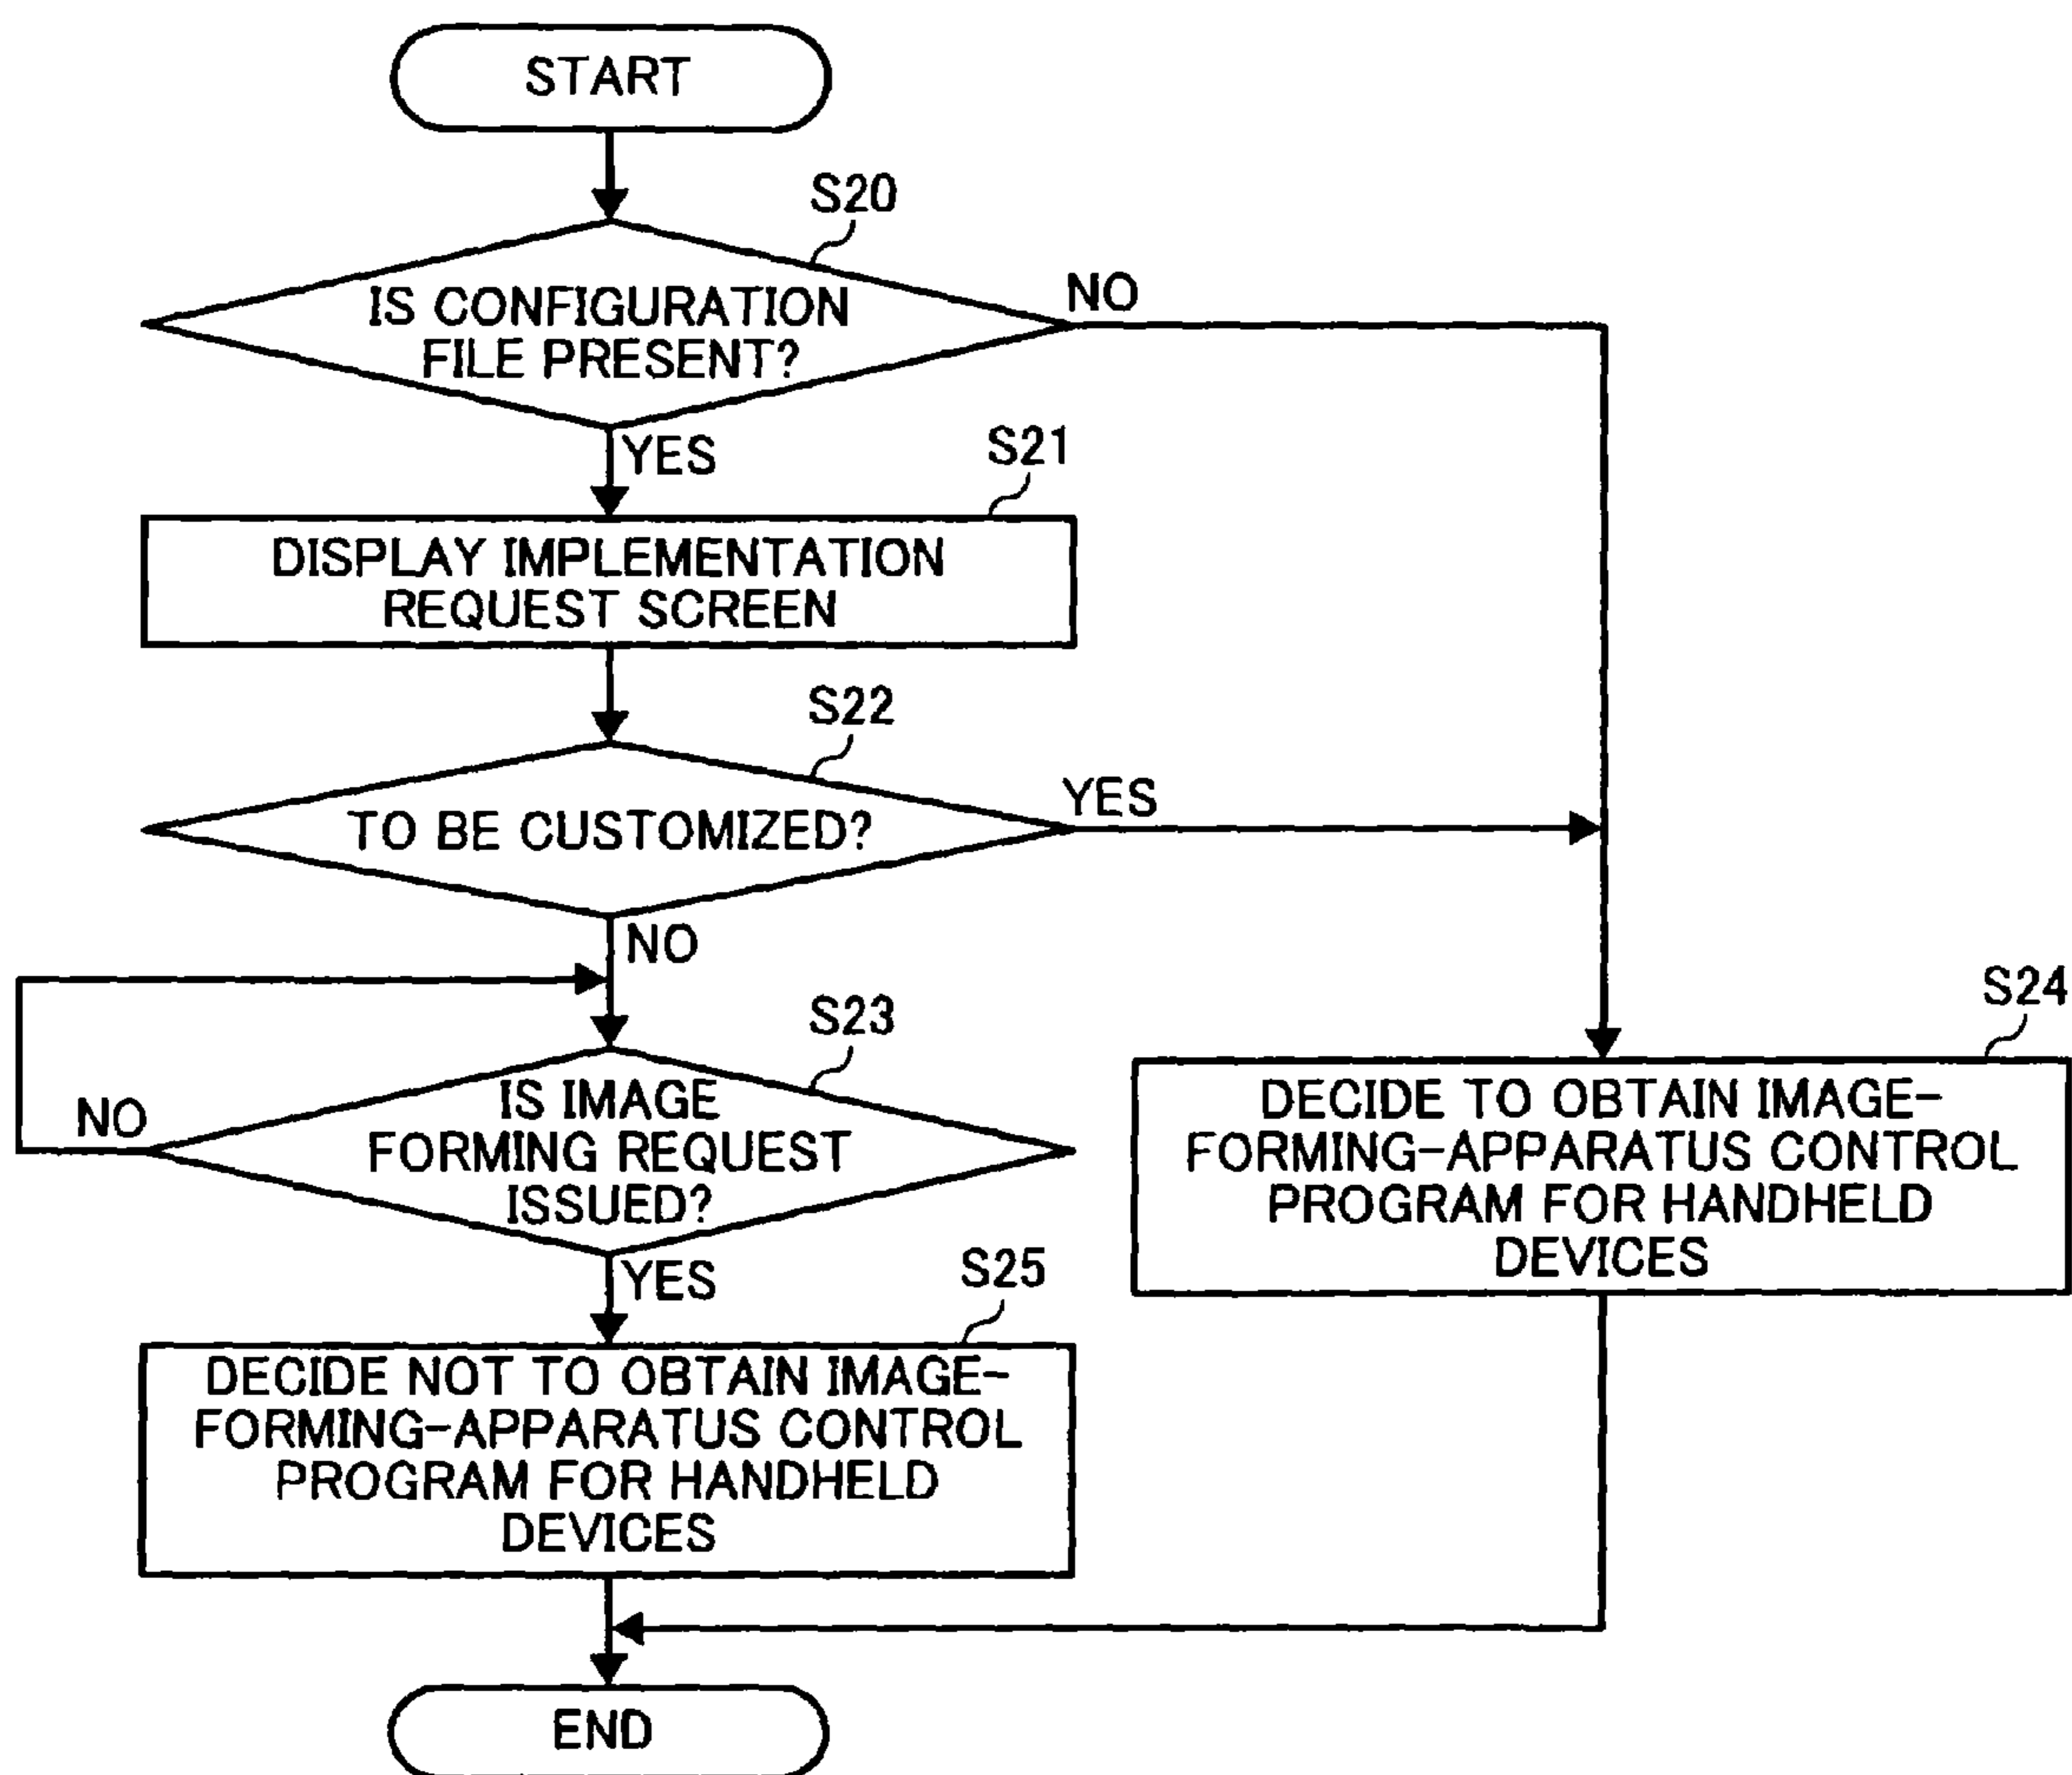 START
S20
IS CONFIGURATION
FILE PRESENT?
NO
YES
S21
DISPLAY IMPLEMENTATION
REQUEST SCREEN
S22
TO BE CUSTOMIZED?
YES
NO
S23
IS IMAGE
FORMING REQUEST
ISSUED?
NO
YES
S24
DECIDE TO OBTAIN IMAGE-
FORMING-APPARATUS CONTROL
PROGRAM FOR HANDHELD
DEVICES
S25
DECIDE NOT TO OBTAIN IMAGE-
FORMING-APPARATUS CONTROL
PROGRAM FOR HANDHELD
DEVICES
END